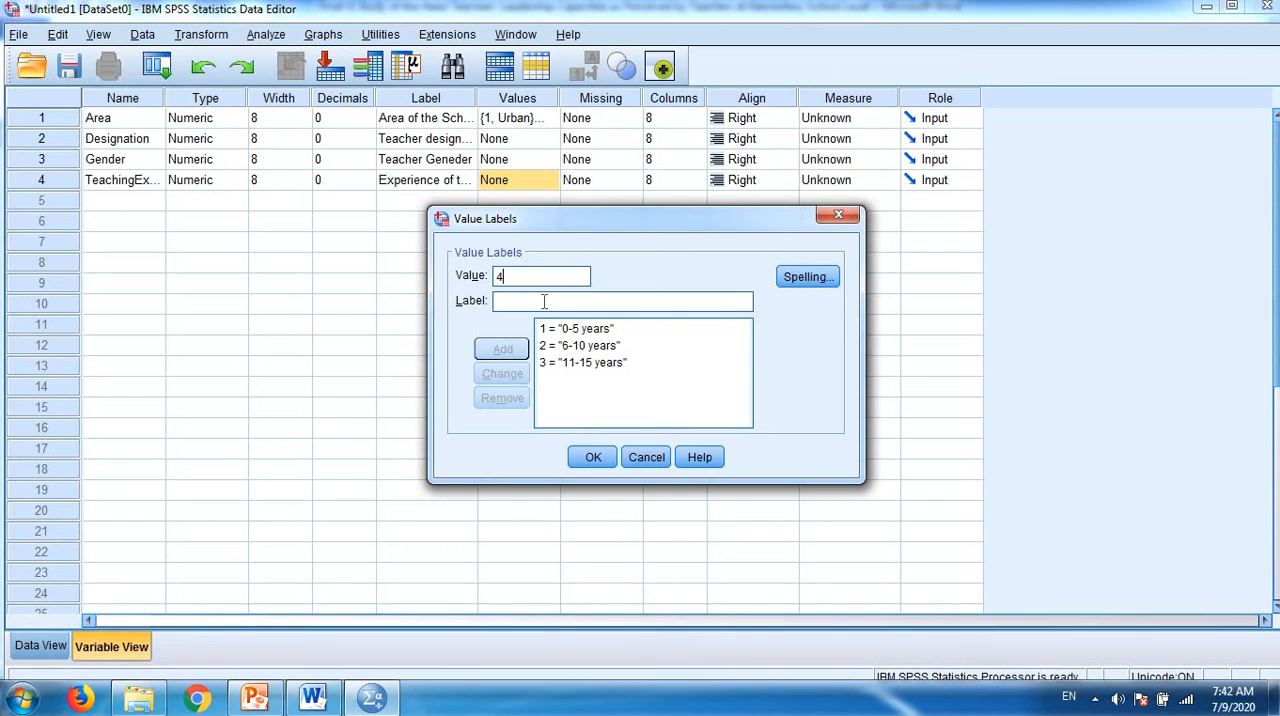 *Untitled1 [DataSet0] - IBM SPSS Statistics Data Editor
File Edit View Data Transform Analyze Graphs Utilities Extensions Window Help
Name Type Width Decimals Label Values Missing Columns Align Measure Role
1 Area Numeric 8 0 Area of the Sch... {1, Urban}... None 8 Right Unknown Input
2 Designation Numeric 8 0 Teacher design... None None 8 Right Unknown Input
3 Gender Numeric 8 0 Teacher Geneder None None 8 Right Unknown Input
4 TeachingEx... Numeric 8 0 Experience of t... None None 8 Right Unknown Input
5
6
7
8
9
10
11
12
13
14
15
16
17
18
19
20
21
22
23
24
25
Value Labels
Value Labels
Value: 4
Spelling...
Label:
1 = "0-5 years"
2 = "6-10 years"
3 = "11-15 years"
Add
Change
Remove
OK Cancel Help
Data View Variable View
IBM SPSS Statistics Processor is ready Unicode:ON
EN 7:42 AM
7/9/2020